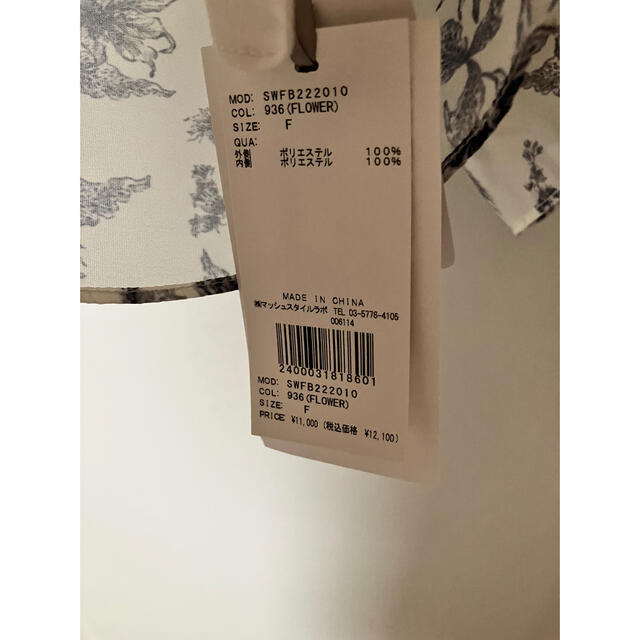 MOD: SWFB222010
COL: 936(FLOWER)
SIZE: F
QUA:
外側 ポリエステル 100%
内側 ポリエステル 100%
MADE IN CHINA
㈱マッシュスタイルラボ TEL 03-5778-4105
006114
2400031818601
MOD: SWFB222010
COL: 936(FLOWER)
SIZE: F
PRICE: ¥11,000 (税込価格 ¥12,100)